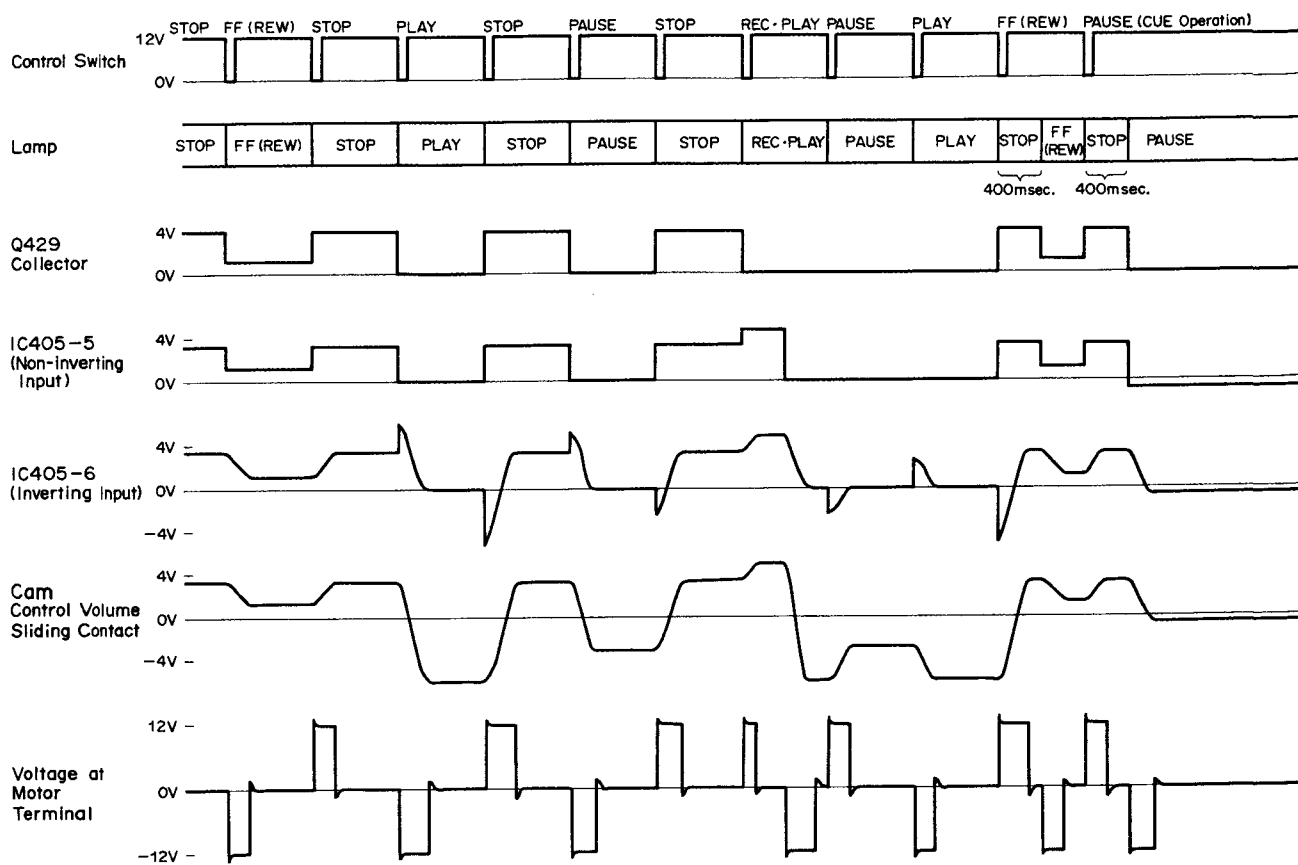 STOP FF (REW) STOP PLAY STOP PAUSE STOP REC·PLAY PAUSE PLAY FF (REW) PAUSE (CUE Operation)
12V
Control Switch
0V
Lamp
STOP FF (REW) STOP PLAY STOP PAUSE STOP REC·PLAY PAUSE PLAY STOP FF (REW) STOP PAUSE
400msec. 400msec.
4V
Q429
Collector
0V
IC405-5
(Non-inverting
Input)
4V
0V
4V
IC405-6
(Inverting Input)
0V
-4V
4V
Cam
Control Volume
Sliding Contact
0V
-4V
12V
Voltage at
Motor
Terminal
0V
-12V